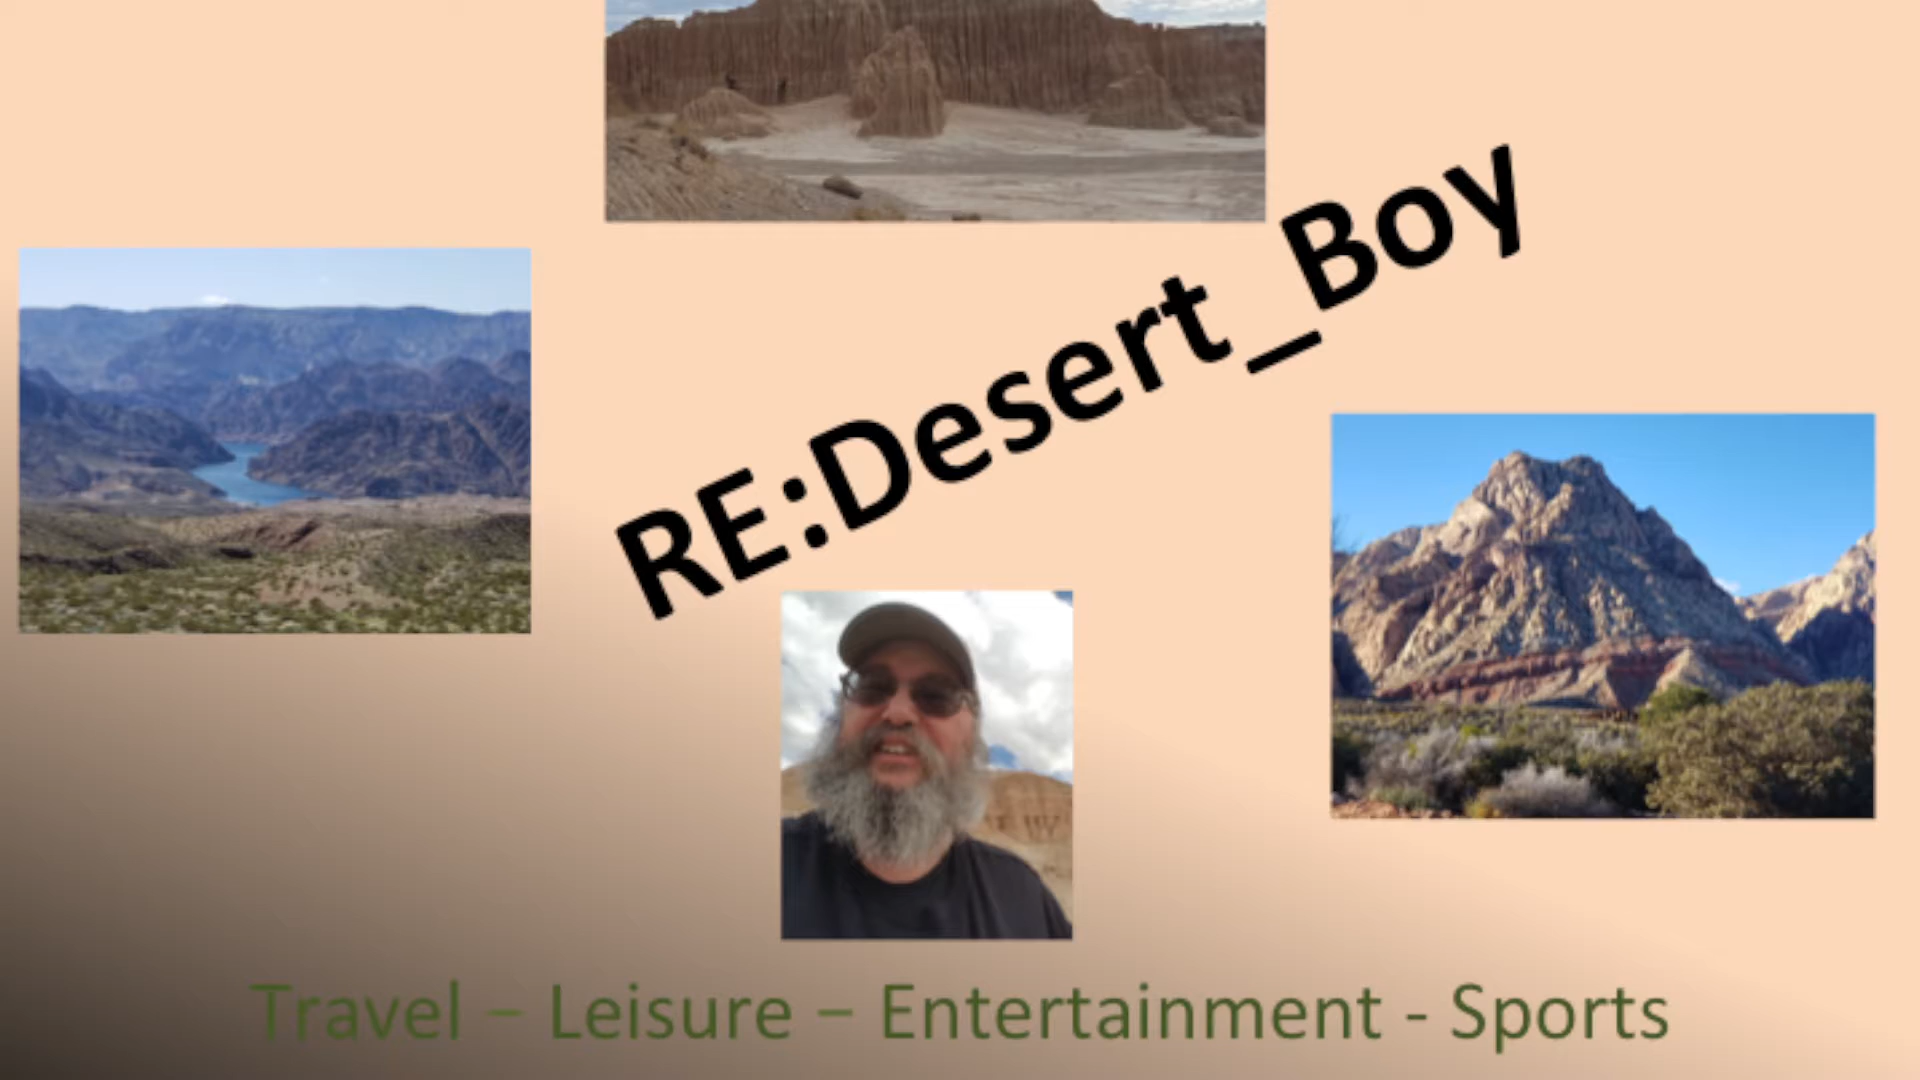 RE:Desert_Boy
Travel – Leisure – Entertainment - Sports